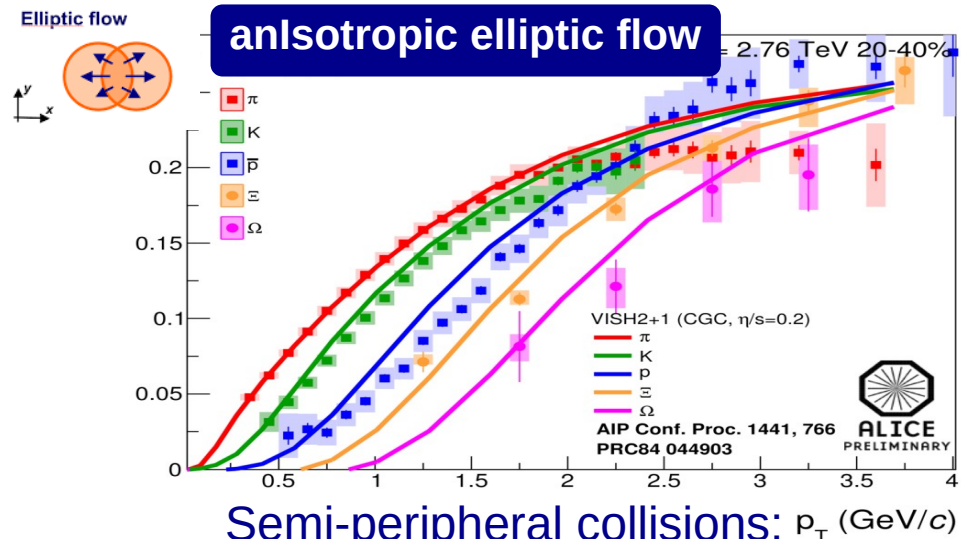 Elliptic flow
anIsotropic elliptic flow
= 2.76 TeV 20-40%
y
x
π
K
p̅
Ξ
Ω
0.2
0.15
0.1
0.05
0
VISH2+1 (CGC, η/s=0.2)
π
K
p
Ξ
Ω
AIP Conf. Proc. 1441, 766
PRC84 044903
ALICE
PRELIMINARY
0.5 1 1.5 2 2.5 3 3.5 4
Semi-peripheral collisions: p_T (GeV/c)